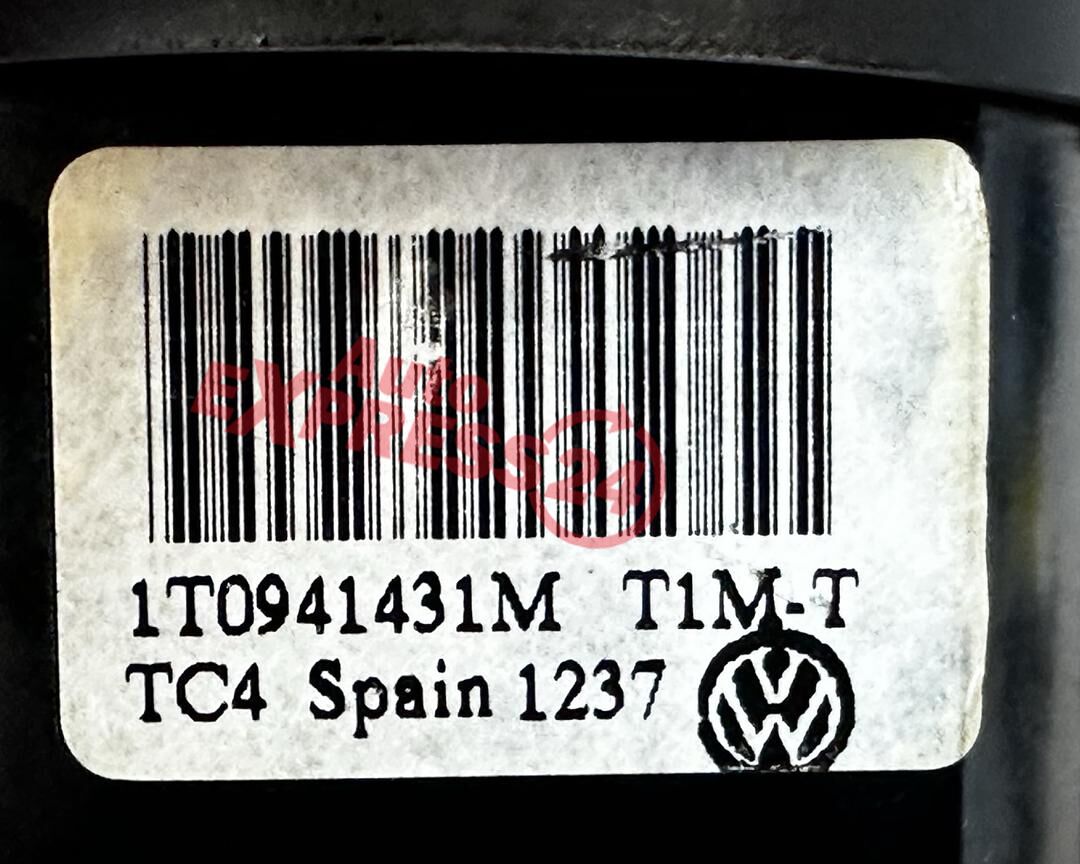 Auto
EXPRESS24
1T0941431M T1M-T
TC4 Spain 1237